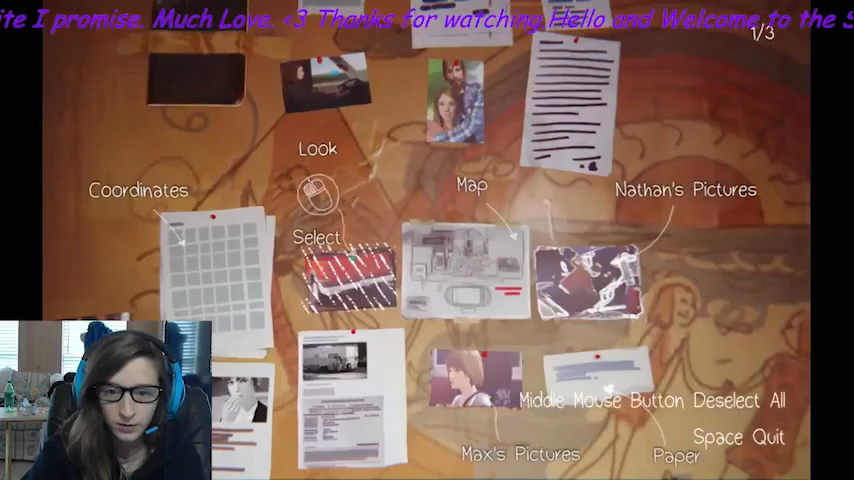 ite I promise. Much Love. <3 Thanks for watching Hello and Welcome to the S
1/3
Look
Coordinates
Map
Nathan's Pictures
Select
Middle Mouse Button Deselect All
Space Quit
Max's Pictures
Paper